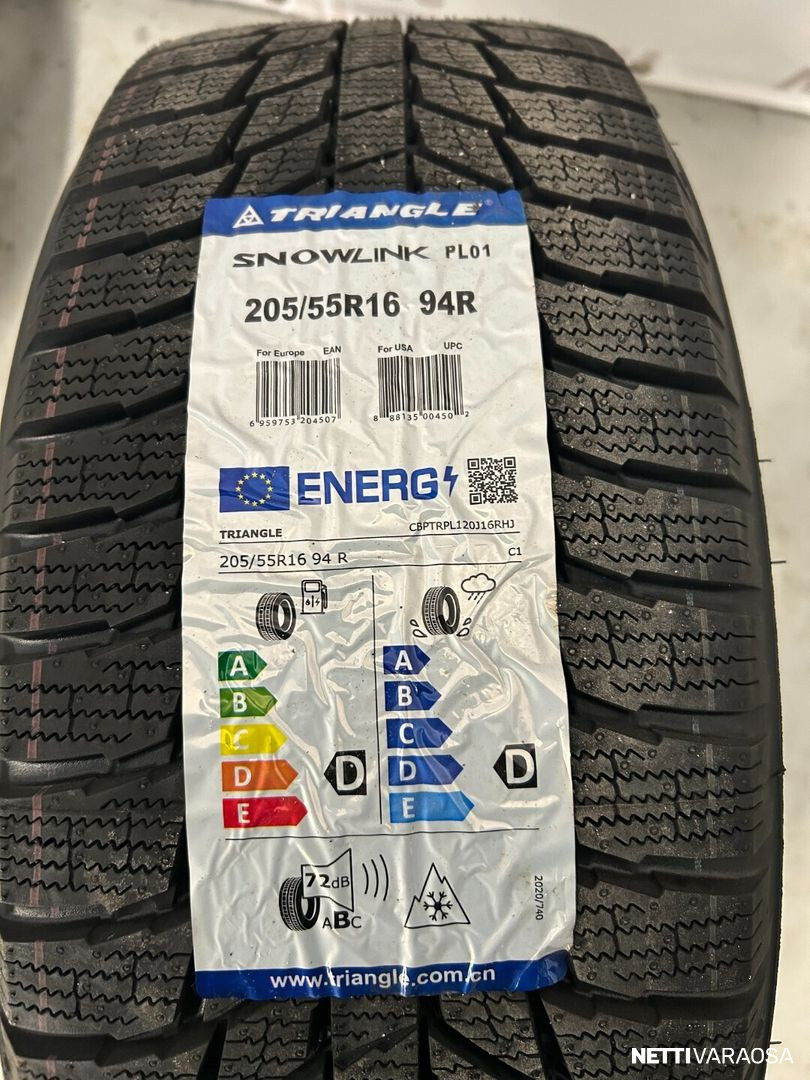 TRIANGLE
SNOWLINK PL01
205/55R16 94R
For Europe EAN
For USA UPC
6 959753 204507
8 88135 00450 2
ENERG
TRIANGLE
CBPTRPL120J16RHJ
205/55R16 94 R
C1
A
B
C
D
E
D
A
B
C
D
E
D
72dB
ABC
2020/740
www.triangle.com.cn
NETTIVARAOSA